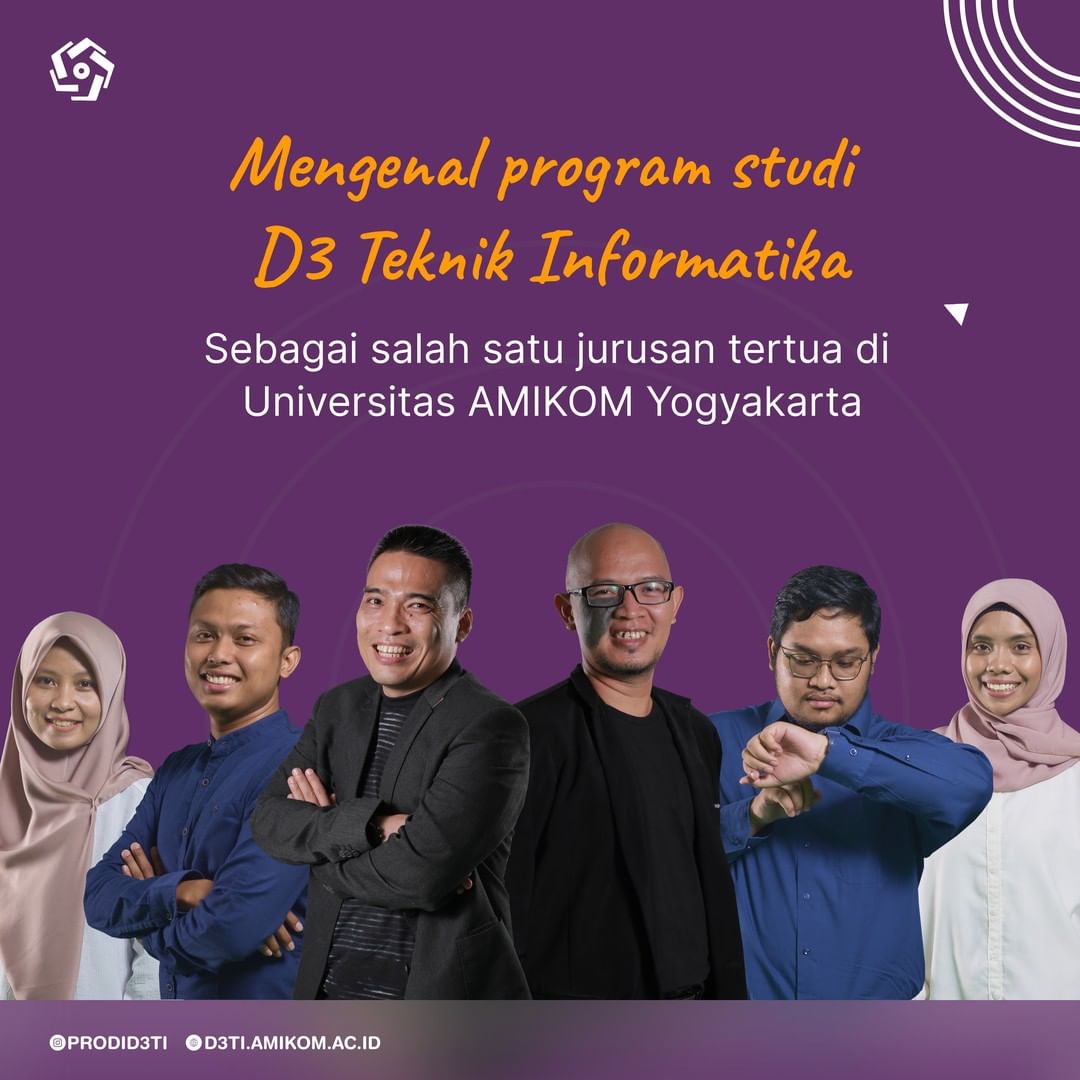 Mengenal program studi
D3 Teknik Informatika
Sebagai salah satu jurusan tertua di
Universitas AMIKOM Yogyakarta
@PRODID3TI D3TI.AMIKOM.AC.ID